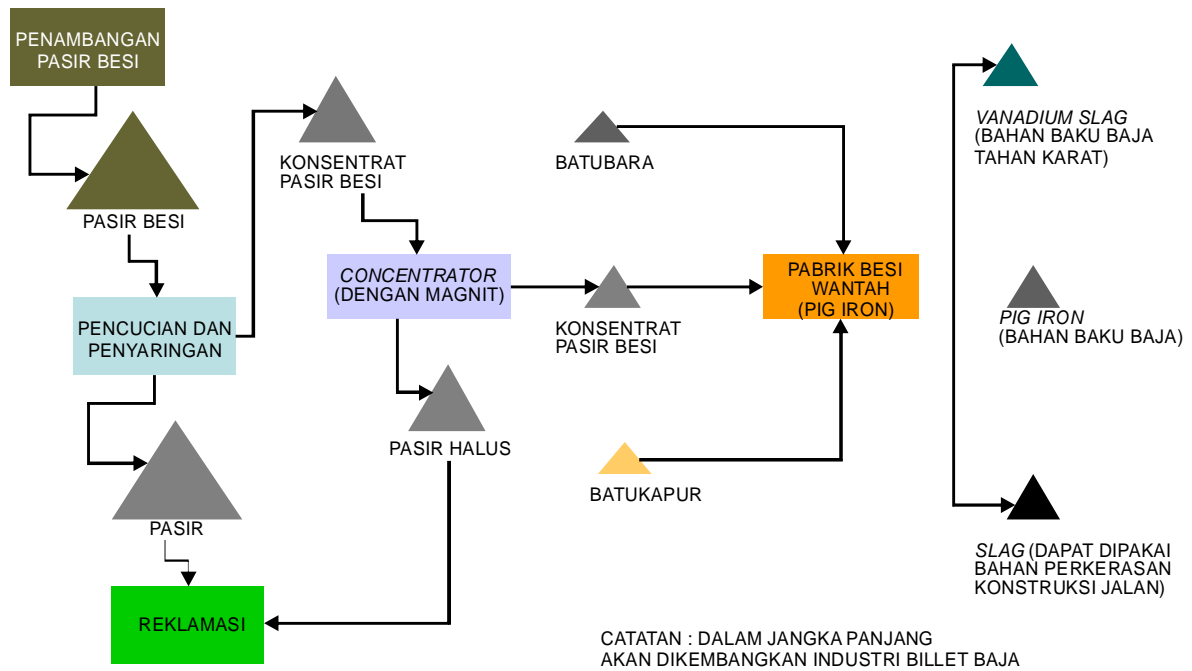 PENAMBANGAN
PASIR BESI
PASIR BESI
PENCUCIAN DAN
PENYARINGAN
PASIR
REKLAMASI
KONSENTRAT
PASIR BESI
CONCENTRATOR
(DENGAN MAGNIT)
PASIR HALUS
BATUBARA
KONSENTRAT
PASIR BESI
BATUKAPUR
PABRIK BESI
WANTAH
(PIG IRON)
VANADIUM SLAG
(BAHAN BAKU BAJA
TAHAN KARAT)
PIG IRON
(BAHAN BAKU BAJA)
SLAG (DAPAT DIPAKAI
BAHAN PERKERASAN
KONSTRUKSI JALAN)
CATATAN : DALAM JANGKA PANJANG
AKAN DIKEMBANGKAN INDUSTRI BILLET BAJA